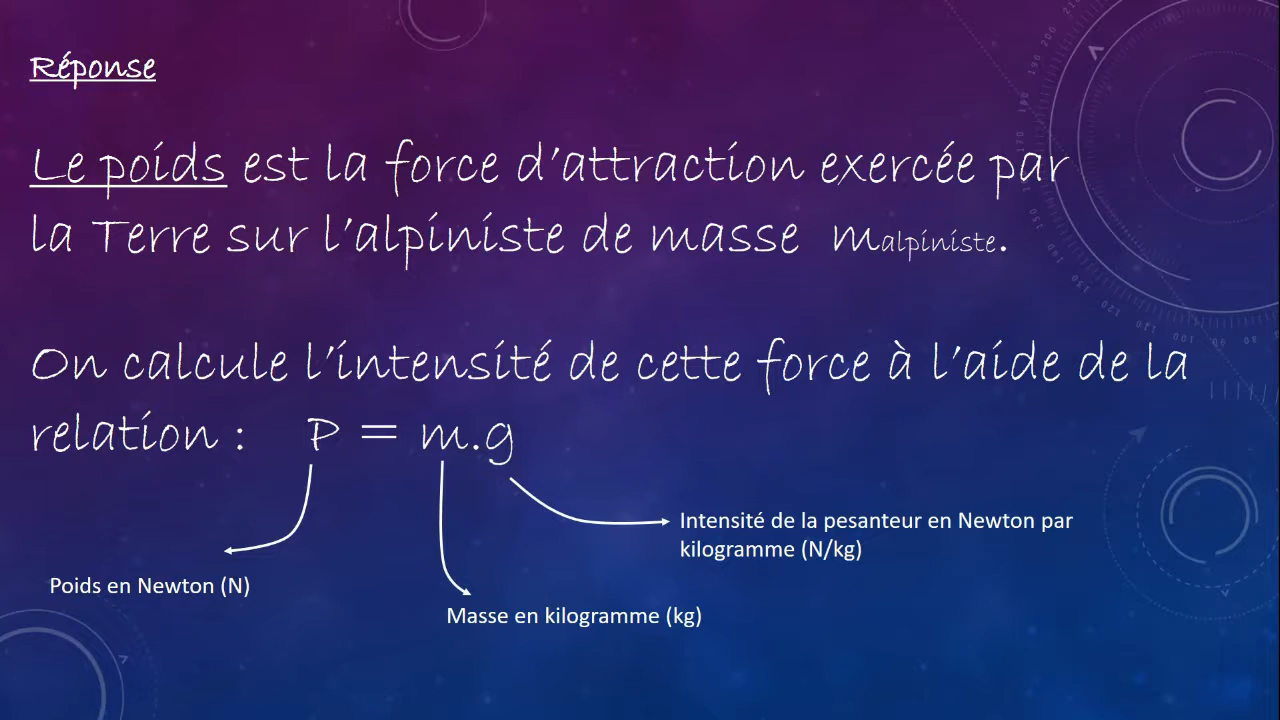 Réponse
Le poids est la force d'attraction exercée par
la Terre sur l'alpiniste de masse malpiniste.
On calcule l'intensité de cette force à l'aide de la
relation : P = m.g
Intensité de la pesanteur en Newton par
kilogramme (N/kg)
Poids en Newton (N)
Masse en kilogramme (kg)